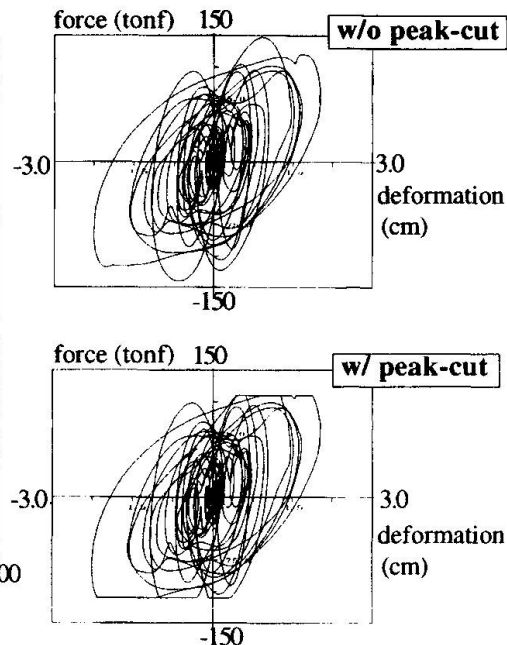 force (tonf) 150
w/o peak-cut
-3.0
3.0
deformation
(cm)
-150
force (tonf) 150
w/ peak-cut
-3.0
3.0
deformation
(cm)
00
-150